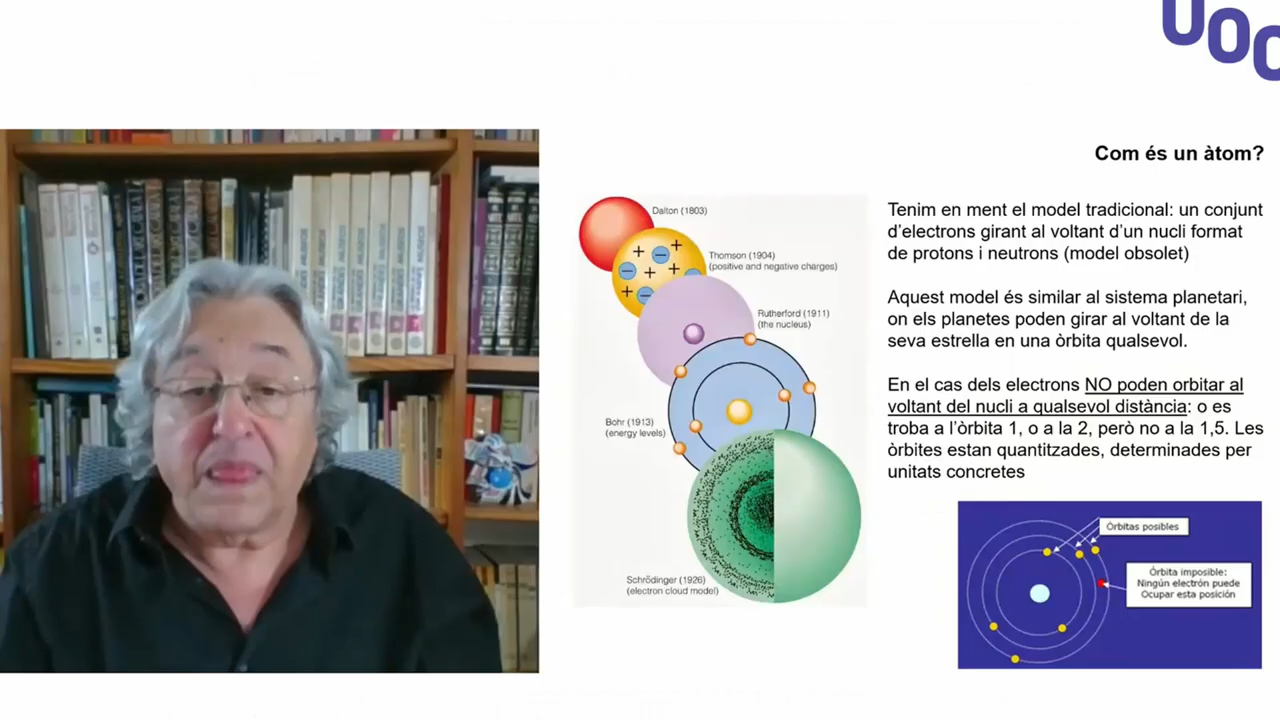 UOC
Com és un àtom?
Dalton (1803)
Thomson (1904)
(positive and negative charges)
Rutherford (1911)
(the nucleus)
Bohr (1913)
(energy levels)
Schrödinger (1926)
(electron cloud model)
Tenim en ment el model tradicional: un conjunt
d'electrons girant al voltant d'un nucli format
de protons i neutrons (model obsolet)
Aquest model és similar al sistema planetari,
on els planetes poden girar al voltant de la
seva estrella en una òrbita qualsevol.
En el cas dels electrons NO poden orbitar al
voltant del nucli a qualsevol distància: o es
troba a l'òrbita 1, o a la 2, però no a la 1,5. Les
òrbites estan quantitzades, determinades per
unitats concretes
Órbitas posibles
Órbita imposible:
Ningún electrón puede
Ocupar esta posición